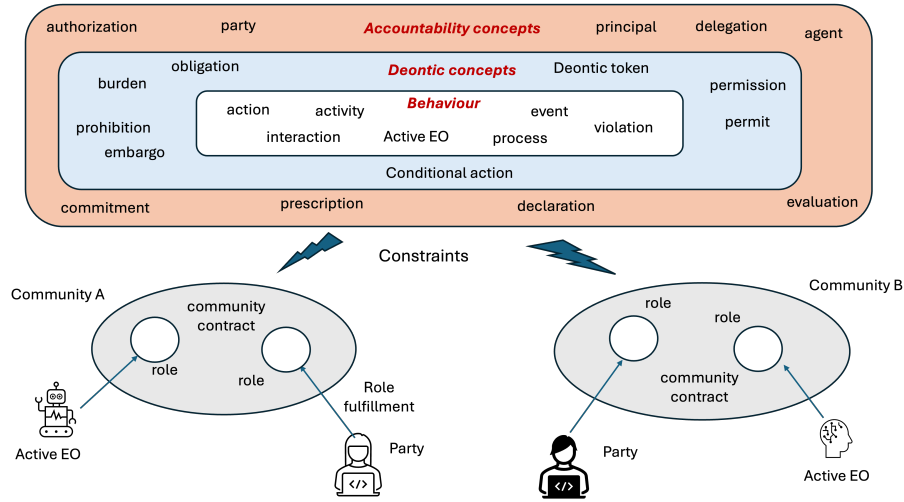 authorization
party
Accountability concepts
principal
delegation
agent
obligation
Deontic concepts
Deontic token
burden
permission
action
activity
Behaviour
event
prohibition
interaction
Active EO
process
violation
permit
embargo
Conditional action
commitment
prescription
declaration
evaluation
Constraints
Community A
Community B
community
contract
role
role
role
role
community
contract
Role
fulfillment
Active EO
Party
Party
Active EO